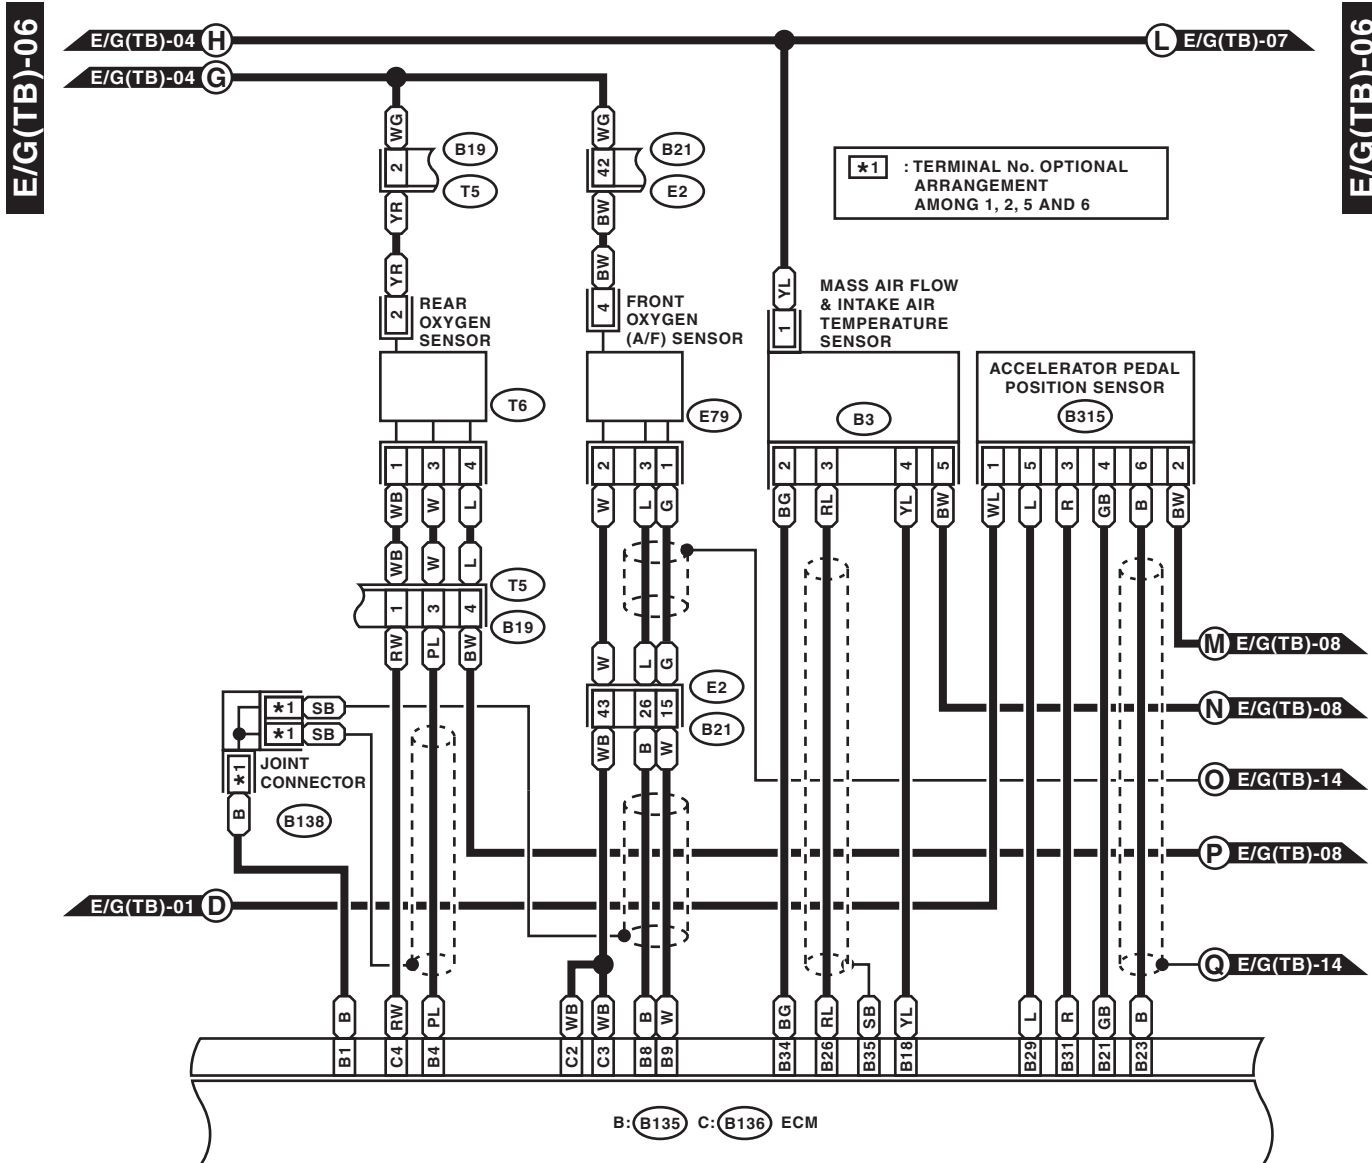 E/G(TB)-06
E/G(TB)-06
E/G(TB)-04 H
L E/G(TB)-07
E/G(TB)-04 G
WG
WG
2
B19
T5
42
B21
E2
*1 : TERMINAL No. OPTIONAL
ARRANGEMENT
AMONG 1, 2, 5 AND 6
YR
BW
YR
BW
YL
2
REAR
OXYGEN
SENSOR
4
FRONT
OXYGEN
(A/F) SENSOR
1
MASS AIR FLOW
& INTAKE AIR
TEMPERATURE
SENSOR
ACCELERATOR PEDAL
POSITION SENSOR
T6
E79
B3
B315
1 3 4
2 3 1
2 3 4 5
1 5 3 4 6 2
WB W L
W L G
BG RL YL BW
WL L R GB B BW
WB W L
T5
1 3 4
B19
RW PL BW
W L G
M E/G(TB)-08
E2
43 26 15
B21
*1 SB
*1 SB
N E/G(TB)-08
WB B W
*1
JOINT
CONNECTOR
O E/G(TB)-14
B
B138
P E/G(TB)-08
E/G(TB)-01 D
Q E/G(TB)-14
B RW PL WB WB B W BG RL SB YL L R GB B
B1 C4 B4 C2 C3 B8 B9 B34 B26 B35 B18 B29 B31 B21 B23
B: B135 C: B136 ECM